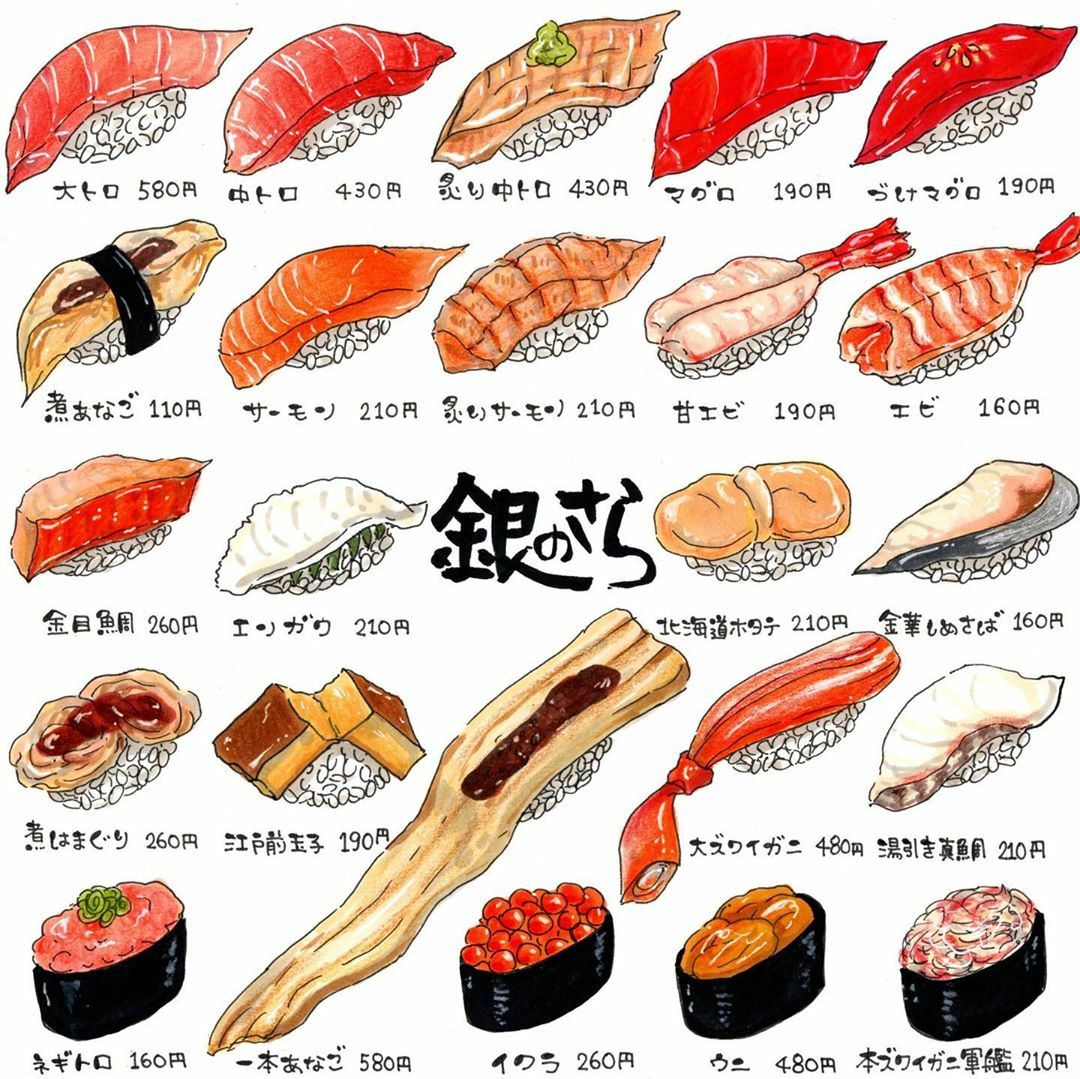 大トロ 580円
中トロ 430円
炙り中トロ 430円
マグロ 190円
づけマグロ 190円
煮あなご 110円
サーモン 210円
炙りサーモン 210円
甘エビ 190円
エビ 160円
金目鯛 260円
エンガワ 210円
銀のさら
北海道ホタテ 210円
金華しめさば 160円
煮はまぐり 260円
江戸前玉子 190円
大ズワイガニ 480円
湯引き真鯛 210円
ネギトロ 160円
一本あなご 580円
イクラ 260円
ウニ 480円
本ズワイガニ軍艦 210円